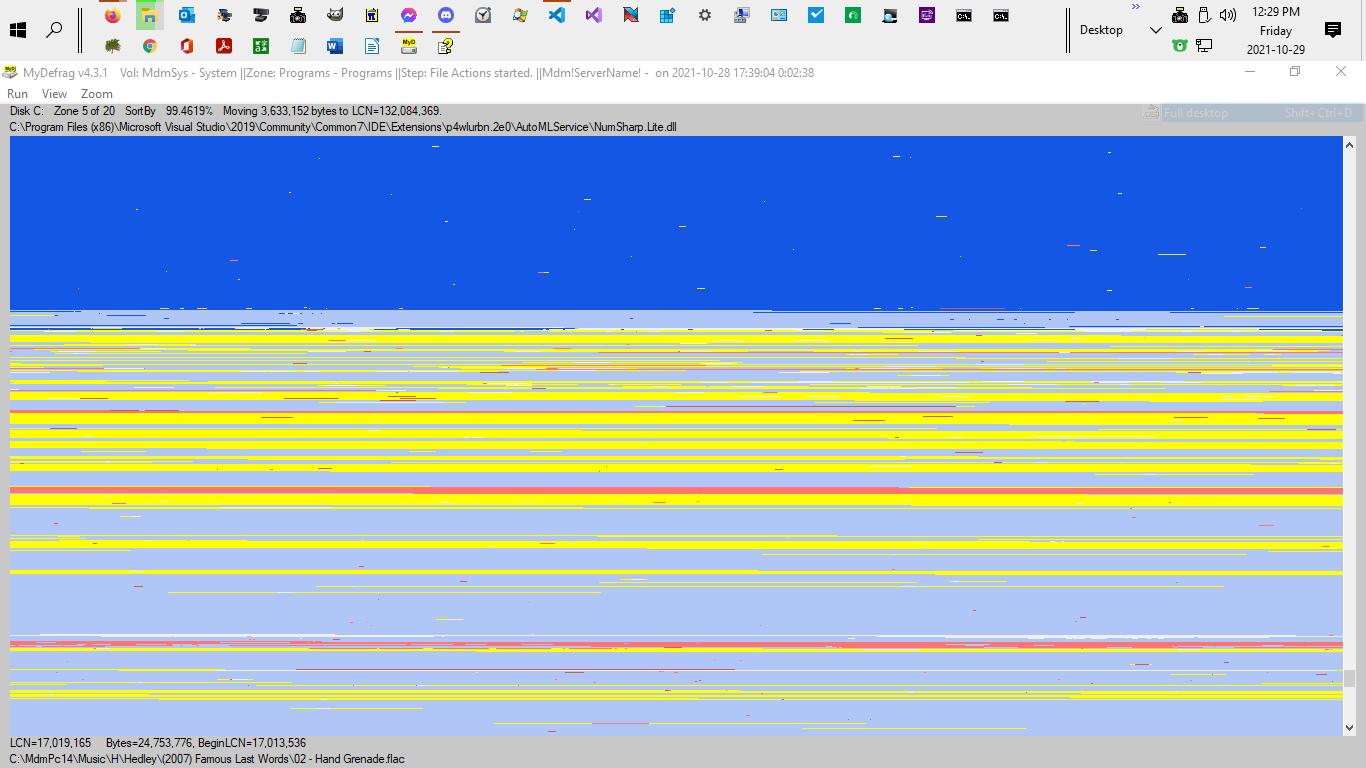 12:29 PM
Desktop
Friday
2021-10-29
MyDefrag v4.3.1 Vol: MdmSys - System ||Zone: Programs - Programs ||Step: File Actions started. ||Mdm!ServerName! - on 2021-10-28 17:39:04 0:02:38
Run View Zoom
Disk C: Zone 5 of 20 SortBy 99.4619% Moving 3,633,152 bytes to LCN=132,084,369.
Full desktop Shift+Ctrl+D
C:\Program Files (x86)\Microsoft Visual Studio\2019\Community\Common7\IDE\Extensions\p4wlurbn.2e0\AutoMLService\NumSharp.Lite.dll
LCN=17,019,165 Bytes=24,753,776, BeginLCN=17,013,536
C:\MdmPc14\Music\H\Hedley\(2007) Famous Last Words\02 - Hand Grenade.flac